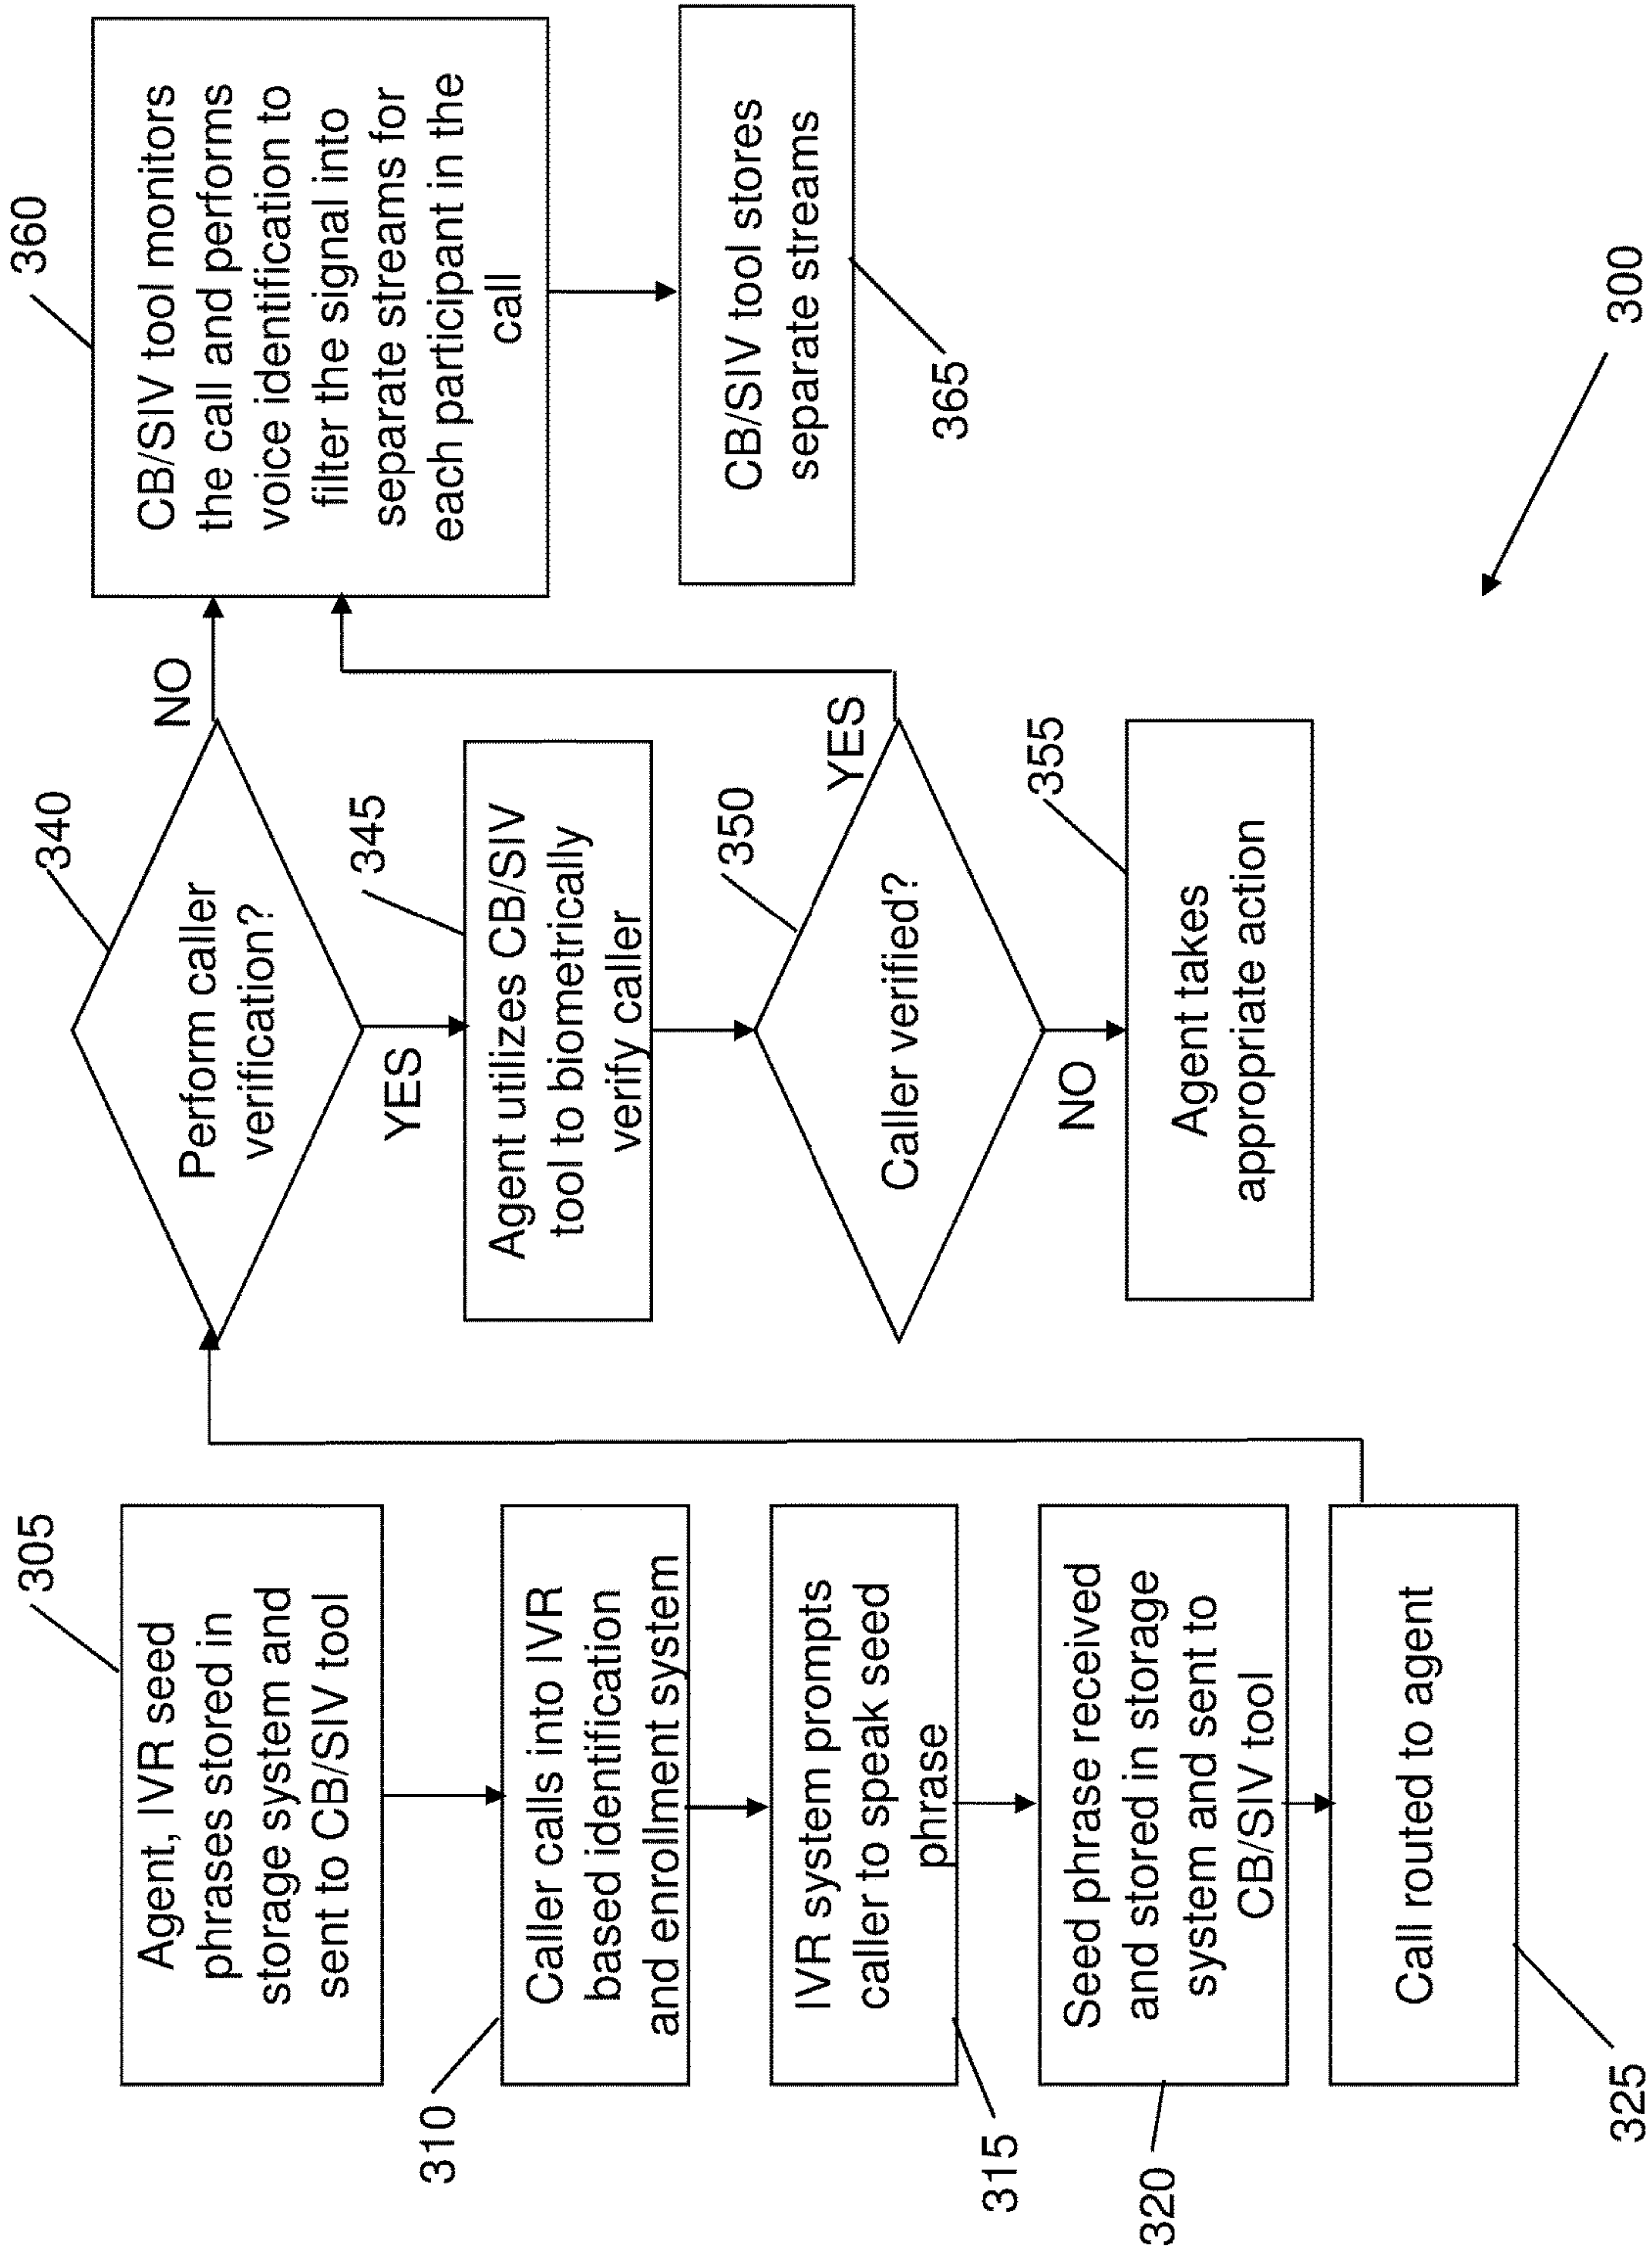 305
Agent, IVR seed
phrases stored in
storage system and
sent to CB/SIV tool
310
Caller calls into IVR
based identification
and enrollment system
IVR system prompts
caller to speak seed
phrase
315
Seed phrase received
and stored in storage
system and sent to
CB/SIV tool
320
Call routed to agent
325
340
Perform caller
verification?
NO
YES
345
Agent utilizes CB/SIV
tool to biometrically
verify caller
350
Caller verified?
YES
NO
355
Agent takes
appropriate action
360
CB/SIV tool monitors
the call and performs
voice identification to
filter the signal into
separate streams for
each participant in the
call
CB/SIV tool stores
separate streams
365
300